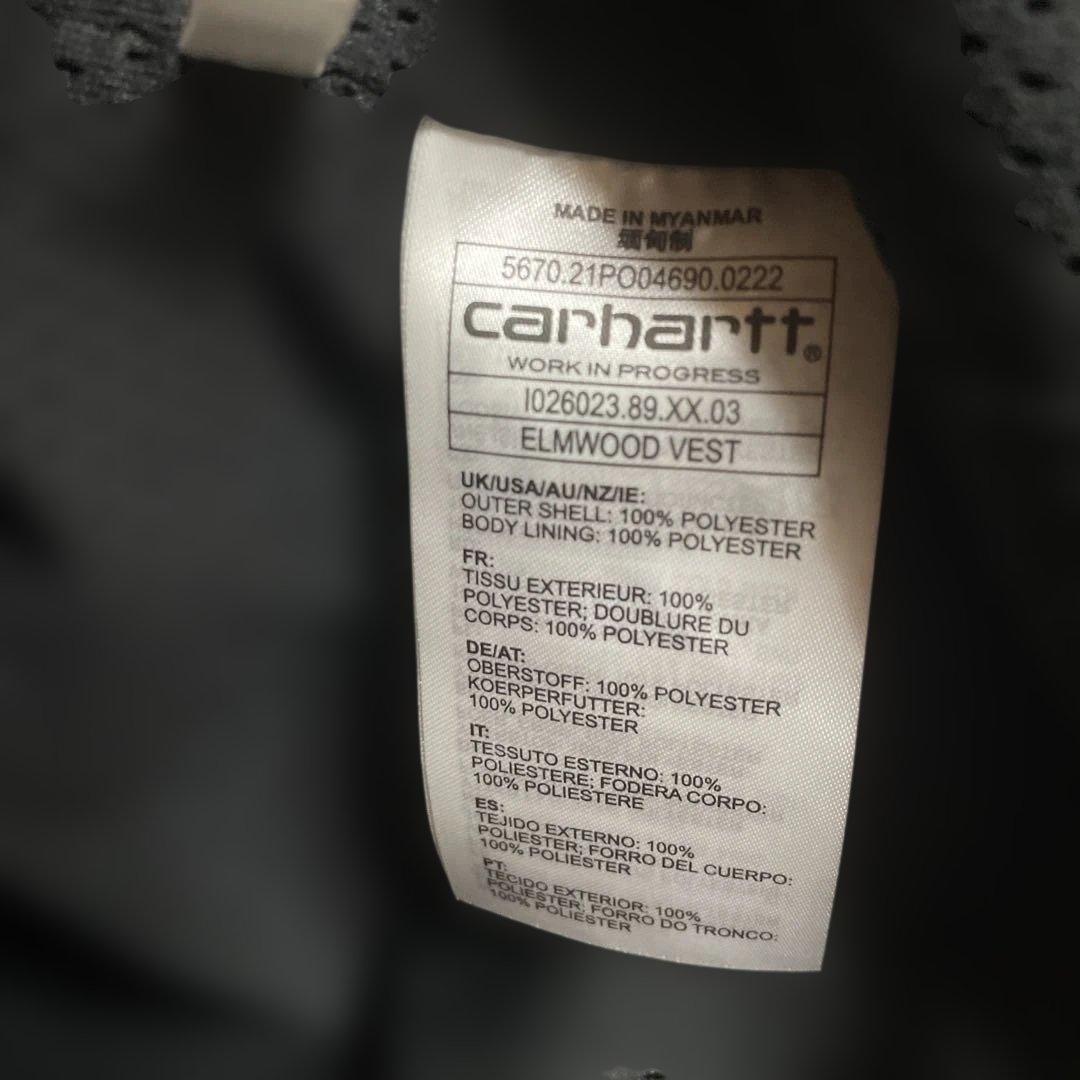 MADE IN MYANMAR
缅甸制
5670.21PO04690.0222
carhartt®
WORK IN PROGRESS
I026023.89.XX.03
ELMWOOD VEST
UK/USA/AU/NZ/IE:
OUTER SHELL: 100% POLYESTER
BODY LINING: 100% POLYESTER
FR:
TISSU EXTERIEUR: 100%
POLYESTER; DOUBLURE DU
CORPS: 100% POLYESTER
DE/AT:
OBERSTOFF: 100% POLYESTER
KOERPERFUTTER:
100% POLYESTER
IT:
TESSUTO ESTERNO: 100%
POLIESTERE; FODERA CORPO:
100% POLIESTERE
ES:
TEJIDO EXTERNO: 100%
POLIESTER; FORRO DEL CUERPO:
100% POLIESTER
PT:
TECIDO EXTERIOR: 100%
POLIESTER; FORRO DO TRONCO:
100% POLIESTER